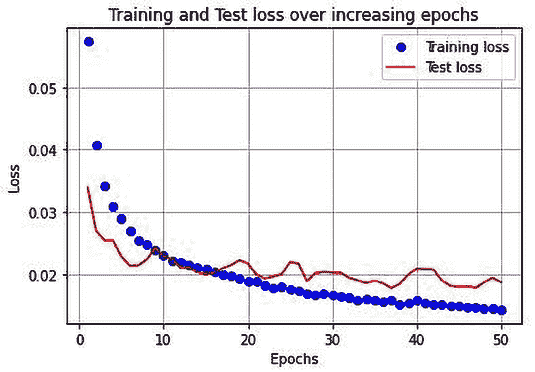 Training and Test loss over increasing epochs
Training loss
Test loss
0.05
0.04
0.03
0.02
Loss
0 10 20 30 40 50
Epochs